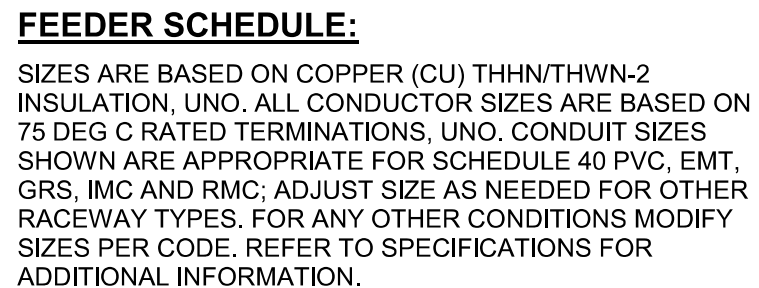 FEEDER SCHEDULE:
SIZES ARE BASED ON COPPER (CU) THHN/THWN-2
INSULATION, UNO. ALL CONDUCTOR SIZES ARE BASED ON
75 DEG C RATED TERMINATIONS, UNO. CONDUIT SIZES
SHOWN ARE APPROPRIATE FOR SCHEDULE 40 PVC, EMT,
GRS, IMC AND RMC; ADJUST SIZE AS NEEDED FOR OTHER
RACEWAY TYPES. FOR ANY OTHER CONDITIONS MODIFY
SIZES PER CODE. REFER TO SPECIFICATIONS FOR
ADDITIONAL INFORMATION.